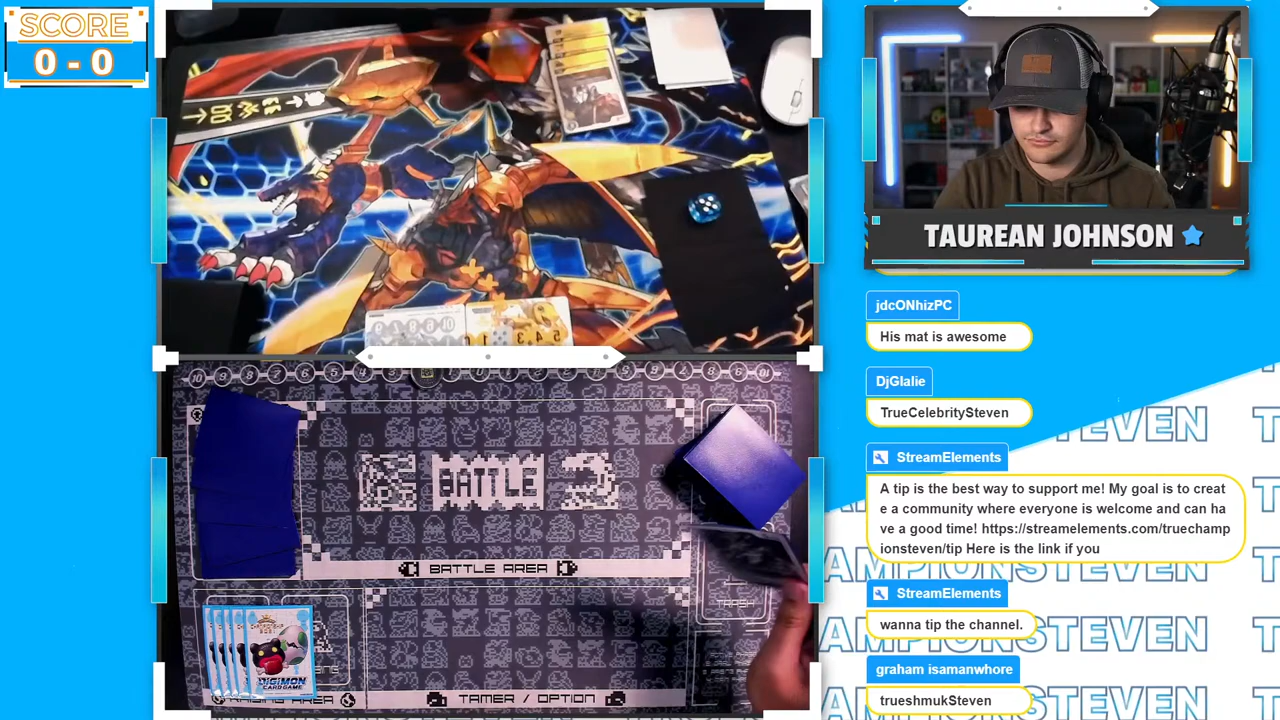 SCORE
0 - 0
TAUREAN JOHNSON
jdcONhizPC
His mat is awesome
DjGlalie
TrueCelebritySteven
StreamElements
A tip is the best way to support me! My goal is to creat
e a community where everyone is welcome and can ha
ve a good time! https://streamelements.com/truechamp
ionsteven/tip Here is the link if you
StreamElements
wanna tip the channel.
graham isamanwhore
trueshmukSteven
BATTLE
BATTLE AREA
TRASH
DIGIMON
CARD GAME
TAMER / OPTION